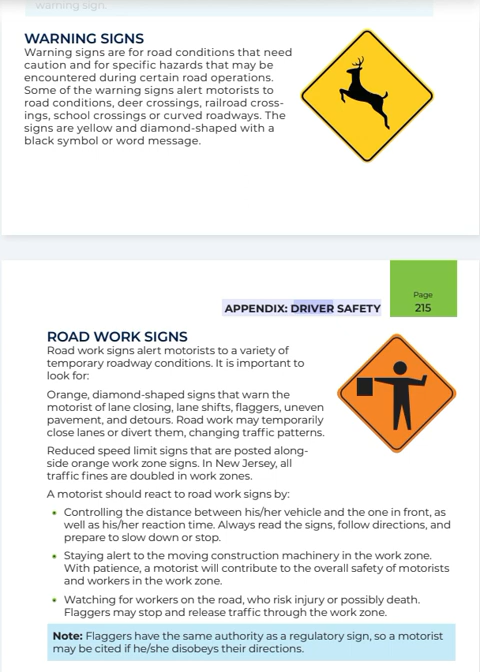 warning sign.
WARNING SIGNS
Warning signs are for road conditions that need
caution and for specific hazards that may be
encountered during certain road operations.
Some of the warning signs alert motorists to
road conditions, deer crossings, railroad cross-
ings, school crossings or curved roadways. The
signs are yellow and diamond-shaped with a
black symbol or word message.
Page
215
APPENDIX: DRIVER SAFETY
ROAD WORK SIGNS
Road work signs alert motorists to a variety of
temporary roadway conditions. It is important to
look for:
Orange, diamond-shaped signs that warn the
motorist of lane closing, lane shifts, flaggers, uneven
pavement, and detours. Road work may temporarily
close lanes or divert them, changing traffic patterns.
Reduced speed limit signs that are posted along-
side orange work zone signs. In New Jersey, all
traffic fines are doubled in work zones.
A motorist should react to road work signs by:
• Controlling the distance between his/her vehicle and the one in front, as
well as his/her reaction time. Always read the signs, follow directions, and
prepare to slow down or stop.
• Staying alert to the moving construction machinery in the work zone.
With patience, a motorist will contribute to the overall safety of motorists
and workers in the work zone.
• Watching for workers on the road, who risk injury or possibly death.
Flaggers may stop and release traffic through the work zone.
Note: Flaggers have the same authority as a regulatory sign, so a motorist
may be cited if he/she disobeys their directions.